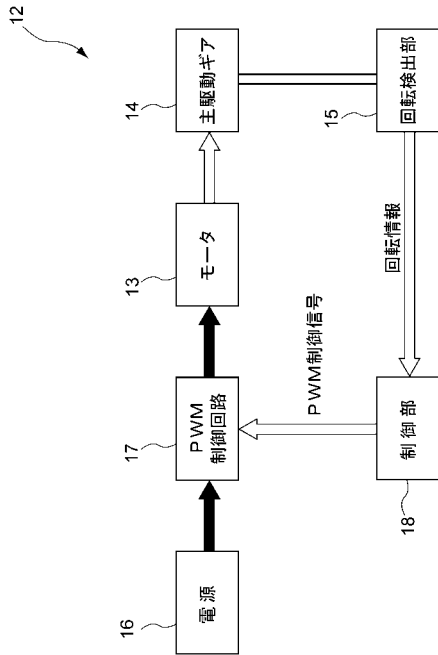 12
16
電源
17
PWM
制御回路
13
モータ
14
主駆動ギア
PWM制御信号
18
制御部
回転情報
15
回転検出部